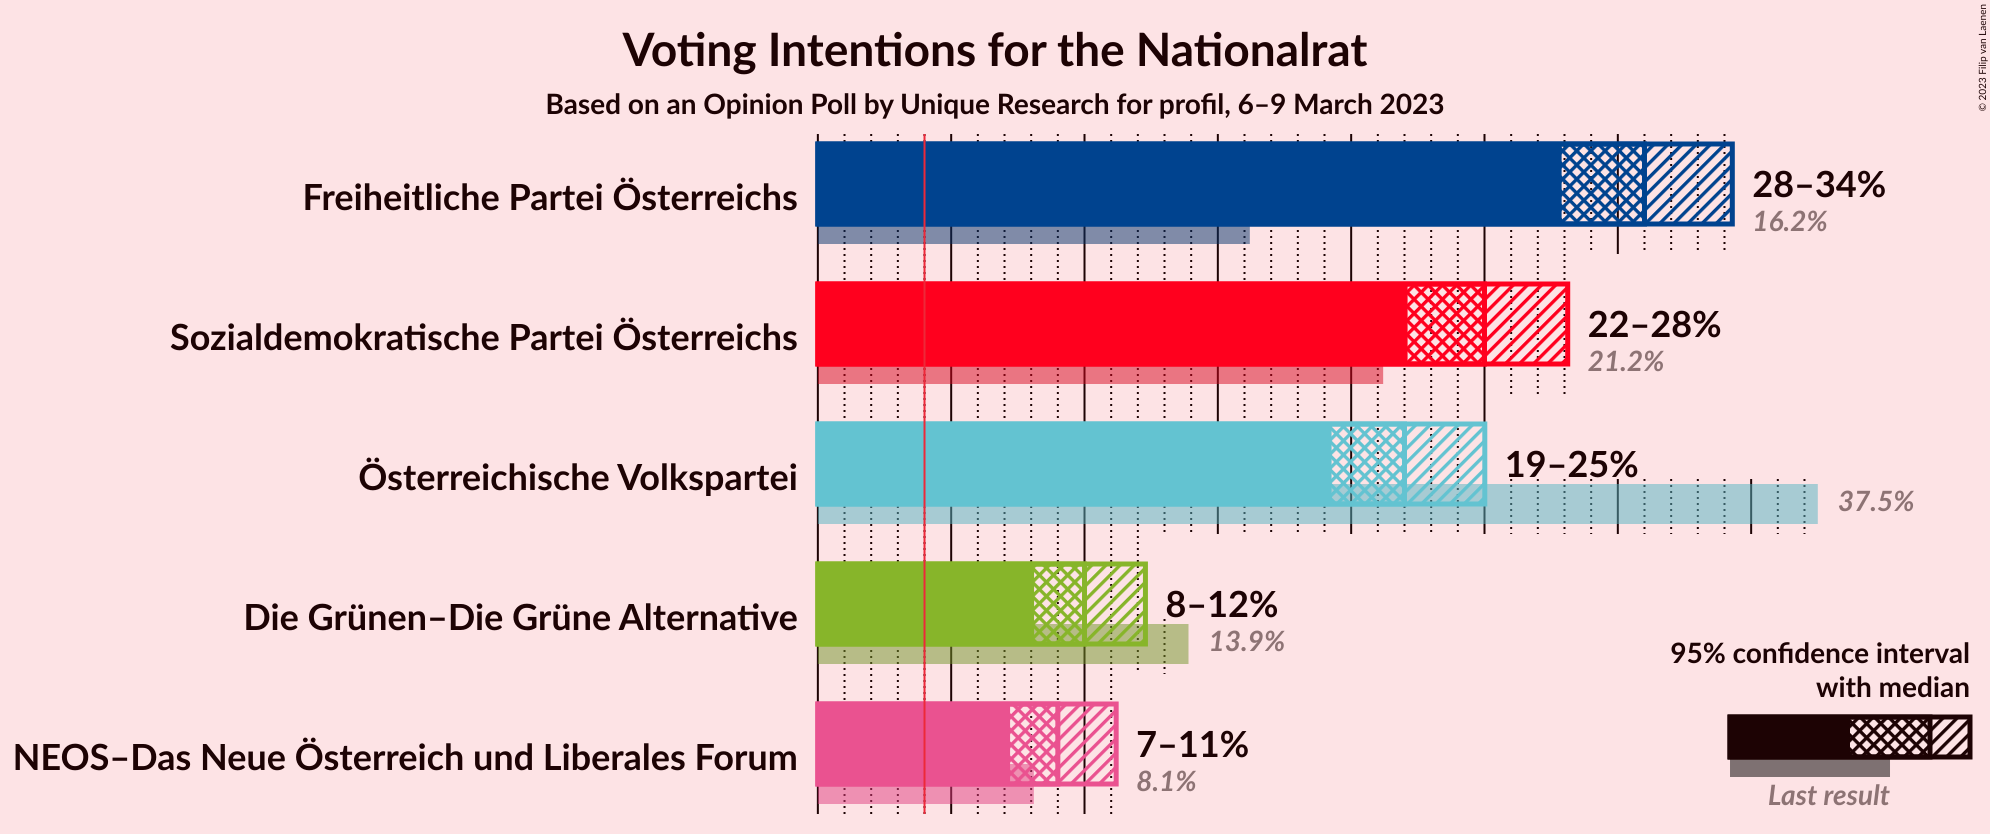 Voting Intentions for the Nationalrat
Based on an Opinion Poll by Unique Research for profil, 6–9 March 2023
© 2023 Filip van Laenen
Freiheitliche Partei Österreichs
28–34%
16.2%
Sozialdemokratische Partei Österreichs
22–28%
21.2%
Österreichische Volkspartei
19–25%
37.5%
Die Grünen–Die Grüne Alternative
8–12%
13.9%
NEOS–Das Neue Österreich und Liberales Forum
7–11%
8.1%
95% confidence interval
with median
Last result